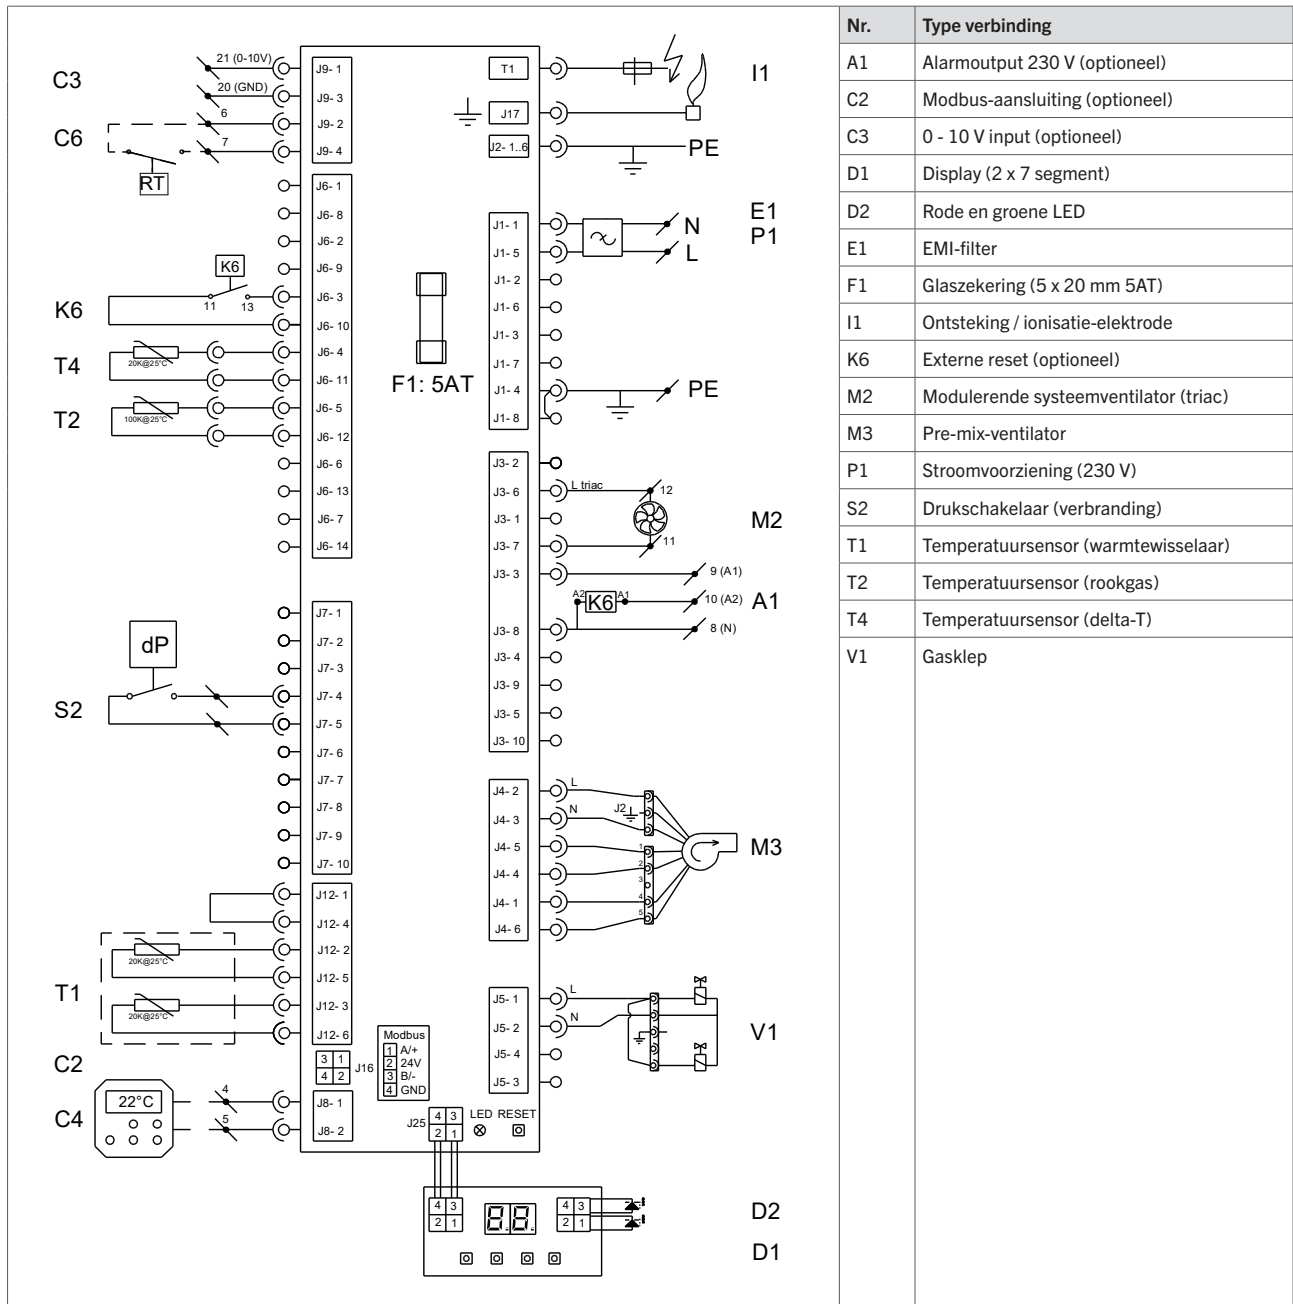 C3
21 (0-10V)
20 (GND)
J9- 1
J9- 3
C6
6
7
J9- 2
J9- 4
RT
J6- 1
J6- 8
J6- 2
J6- 9
K6
K6
11
13
J6- 3
J6- 10
T4
20K@25°C
J6- 4
J6- 11
T2
100K@25°C
J6- 5
J6- 12
J6- 6
J6- 13
J6- 7
J6- 14
J7- 1
J7- 2
J7- 3
dP
S2
J7- 4
J7- 5
J7- 6
J7- 7
J7- 8
J7- 9
J7- 10
J12- 1
J12- 4
T1
20K@25°C
J12- 2
J12- 5
20K@25°C
J12- 3
J12- 6
C2
3 1
4 2
J16
Modbus
1 A/+
2 24V
3 B/-
4 GND
C4
22°C
4
5
J8- 1
J8- 2
F1: 5AT
T1
I1
J17
J2- 1..6
PE
J1- 1
N
E1
P1
J1- 5
L
J1- 2
J1- 6
J1- 3
J1- 7
J1- 4
PE
J1- 8
J3- 2
J3- 6
L triac
12
M2
J3- 1
J3- 7
11
J3- 3
9 (A1)
A2
K6
A1
10 (A2)
A1
J3- 8
8 (N)
J3- 4
J3- 9
J3- 5
J3- 10
J4- 2
L
J2
J4- 3
N
M3
J4- 5
1
J4- 4
2
3
J4- 1
4
J4- 6
5
J5- 1
L
J5- 2
N
V1
J5- 4
J5- 3
J25
4 3
2 1
LED
RESET
4 3
2 1
8.8.
4 3
2 1
D2
D1
Nr. Type verbinding
A1 Alarmoutput 230 V (optioneel)
C2 Modbus-aansluiting (optioneel)
C3 0 - 10 V input (optioneel)
D1 Display (2 x 7 segment)
D2 Rode en groene LED
E1 EMI-filter
F1 Glaszekering (5 x 20 mm 5AT)
I1 Ontsteking / ionisatie-elektrode
K6 Externe reset (optioneel)
M2 Modulerende systeemventilator (triac)
M3 Pre-mix-ventilator
P1 Stroomvoorziening (230 V)
S2 Drukschakelaar (verbranding)
T1 Temperatuursensor (warmtewisselaar)
T2 Temperatuursensor (rookgas)
T4 Temperatuursensor (delta-T)
V1 Gasklep